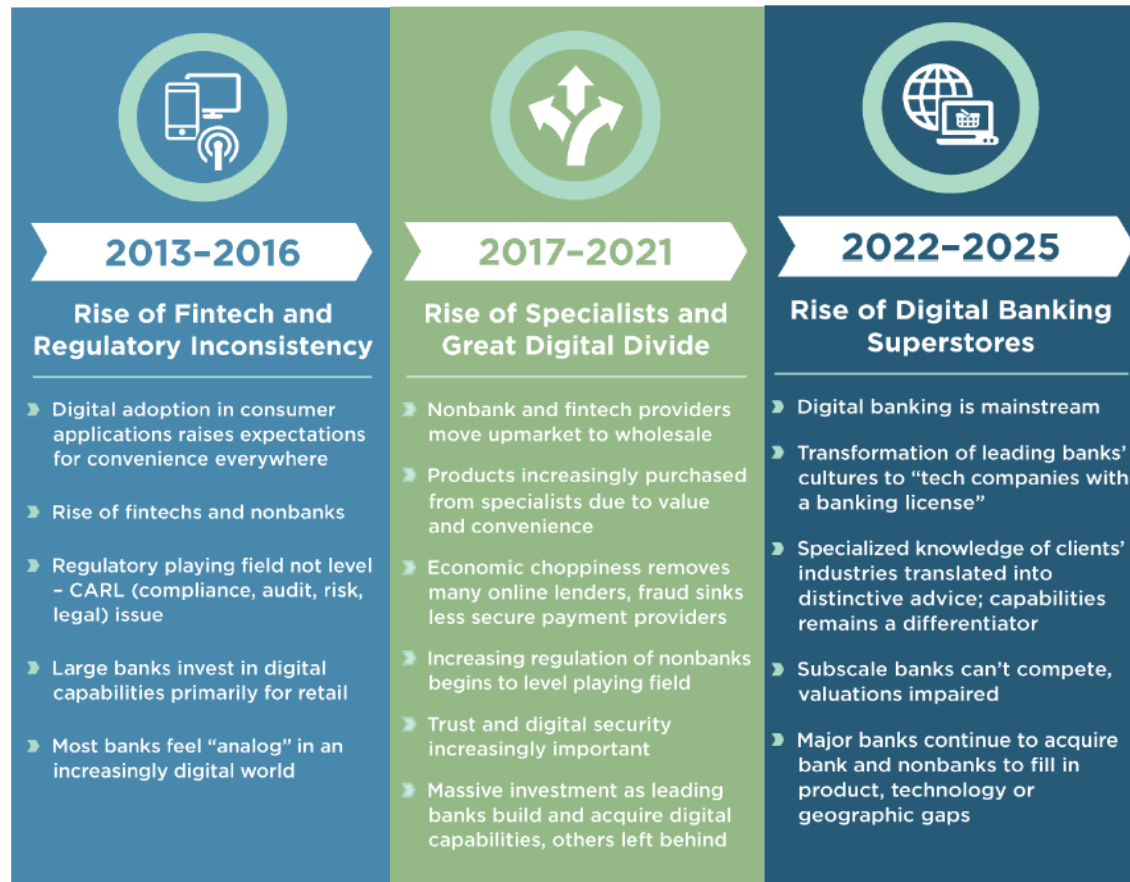 2013–2016
Rise of Fintech and
Regulatory Inconsistency
Digital adoption in consumer
applications raises expectations
for convenience everywhere
Rise of fintechs and nonbanks
Regulatory playing field not level
– CARL (compliance, audit, risk,
legal) issue
Large banks invest in digital
capabilities primarily for retail
Most banks feel “analog” in an
increasingly digital world
2017–2021
Rise of Specialists and
Great Digital Divide
Nonbank and fintech providers
move upmarket to wholesale
Products increasingly purchased
from specialists due to value
and convenience
Economic choppiness removes
many online lenders, fraud sinks
less secure payment providers
Increasing regulation of nonbanks
begins to level playing field
Trust and digital security
increasingly important
Massive investment as leading
banks build and acquire digital
capabilities, others left behind
2022–2025
Rise of Digital Banking
Superstores
Digital banking is mainstream
Transformation of leading banks’
cultures to “tech companies with
a banking license”
Specialized knowledge of clients’
industries translated into
distinctive advice; capabilities
remains a differentiator
Subscale banks can’t compete,
valuations impaired
Major banks continue to acquire
bank and nonbanks to fill in
product, technology or
geographic gaps